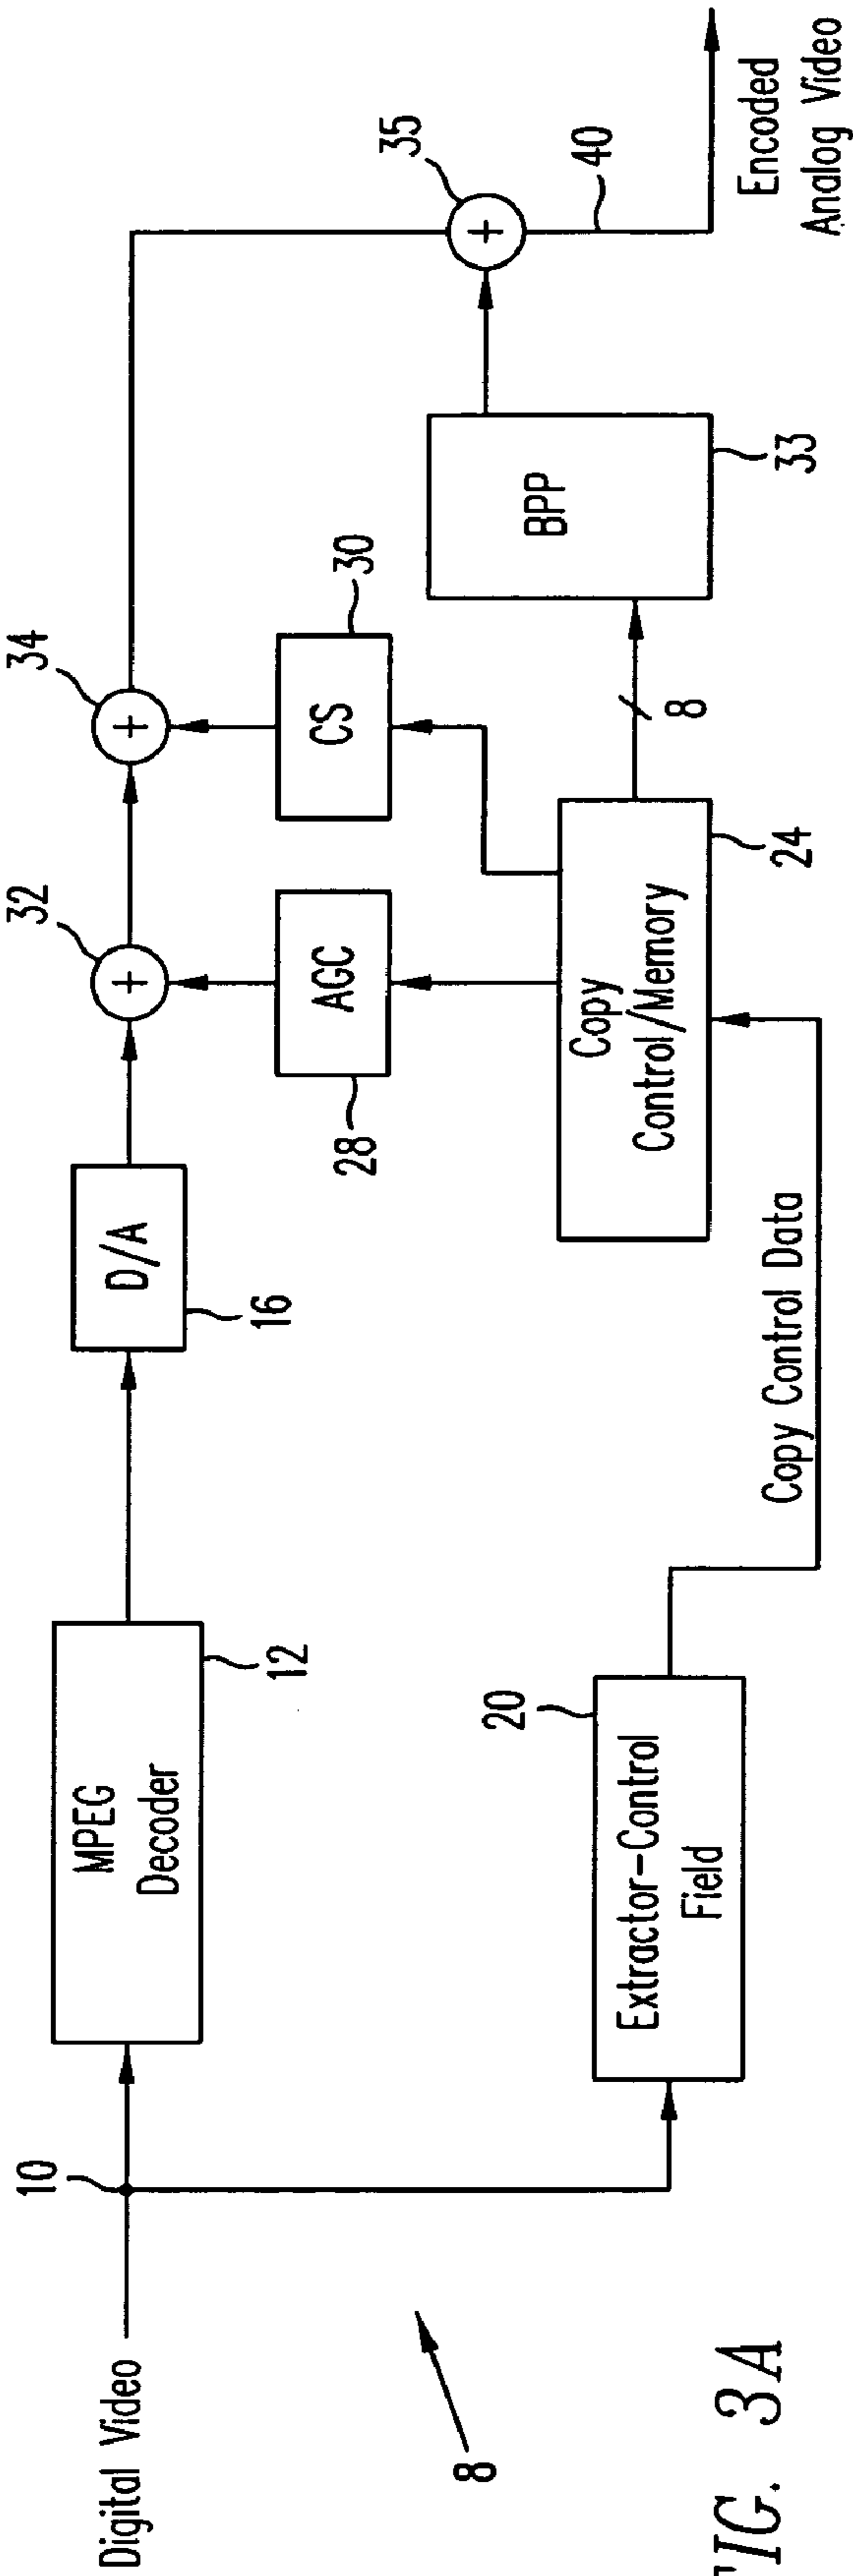 Digital Video
10
MPEG
Decoder
12
D/A
16
32
34
35
AGC
28
CS
30
BPP
33
8
Copy
Control/Memory
24
40
Encoded
Analog Video
20
Extractor-Control
Field
Copy Control Data
8
FIG. 3A